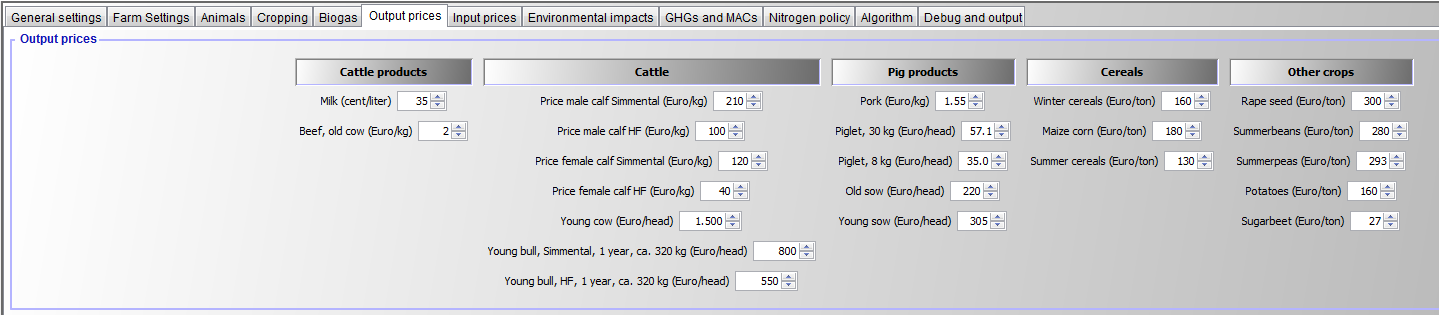 General settings Farm Settings Animals Cropping Biogas Output prices Input prices Environmental impacts GHGs and MACs Nitrogen policy Algorithm Debug and output
Output prices
Cattle products Cattle Pig products Cereals Other crops
Milk (cent/liter) 35 Price male calf Simmental (Euro/kg) 210 Pork (Euro/kg) 1.55 Winter cereals (Euro/ton) 160 Rape seed (Euro/ton) 300
Beef, old cow (Euro/kg) 2 Price male calf HF (Euro/kg) 100 Piglet, 30 kg (Euro/head) 57.1 Maize corn (Euro/ton) 180 Summerbeans (Euro/ton) 280
Price female calf Simmental (Euro/kg) 120 Piglet, 8 kg (Euro/head) 35.0 Summer cereals (Euro/ton) 130 Summerpeas (Euro/ton) 293
Price female calf HF (Euro/kg) 40 Old sow (Euro/head) 220 Potatoes (Euro/ton) 160
Young cow (Euro/head) 1.500 Young sow (Euro/head) 305 Sugarbeet (Euro/ton) 27
Young bull, Simmental, 1 year, ca. 320 kg (Euro/head) 800
Young bull, HF, 1 year, ca. 320 kg (Euro/head) 550